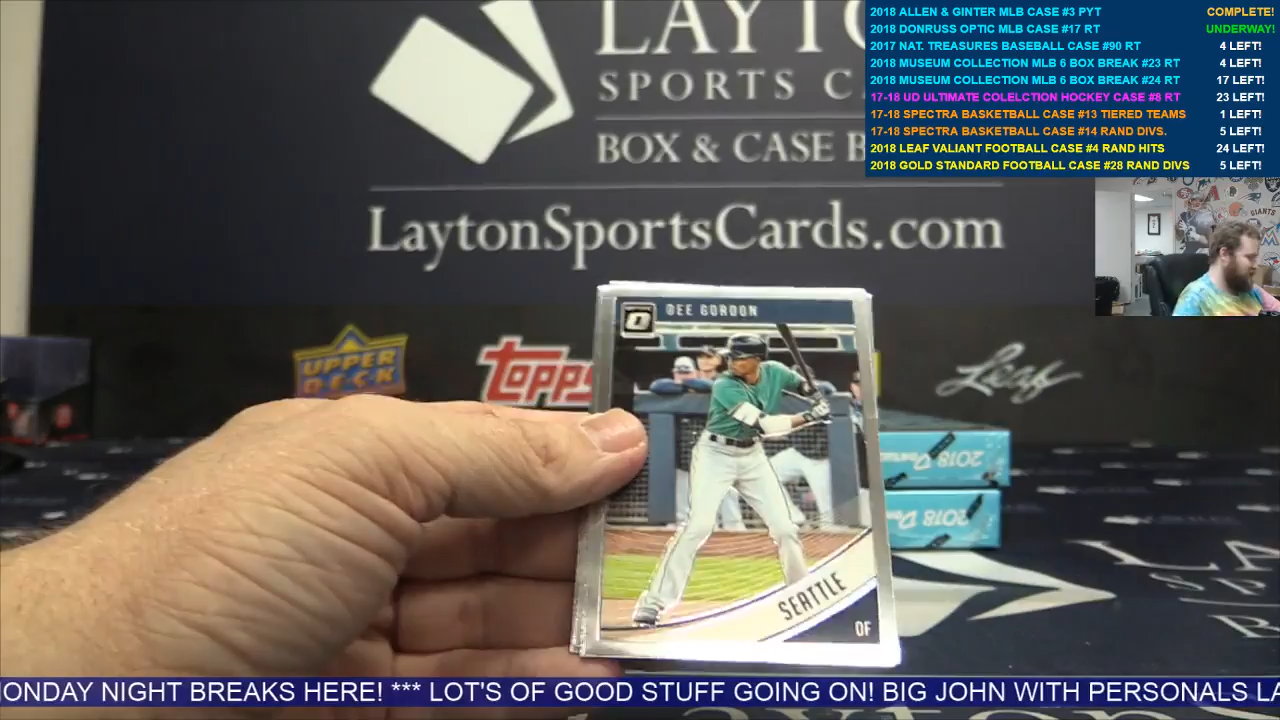 LAYTO
SPORTS C
BOX & CASE B
LaytonSportsCards.com
2018 ALLEN & GINTER MLB CASE #3 PYT COMPLETE!
2018 DONRUSS OPTIC MLB CASE #17 RT UNDERWAY!
2017 NAT. TREASURES BASEBALL CASE #90 RT 4 LEFT!
2018 MUSEUM COLLECTION MLB 6 BOX BREAK #23 RT 4 LEFT!
2018 MUSEUM COLLECTION MLB 6 BOX BREAK #24 RT 17 LEFT!
17-18 UD ULTIMATE COLELCTION HOCKEY CASE #8 RT 23 LEFT!
17-18 SPECTRA BASKETBALL CASE #13 TIERED TEAMS 1 LEFT!
17-18 SPECTRA BASKETBALL CASE #14 RAND DIVS. 5 LEFT!
2018 LEAF VALIANT FOOTBALL CASE #4 RAND HITS 24 LEFT!
2018 GOLD STANDARD FOOTBALL CASE #28 RAND DIVS 5 LEFT!
GIANTS
UPPER
DECK
Topps
Leaf
O DEE GORDON
SEATTLE
OF
2018
2018
LA
SP
B
ONDAY NIGHT BREAKS HERE! *** LOT'S OF GOOD STUFF GOING ON! BIG JOHN WITH PERSONALS LA